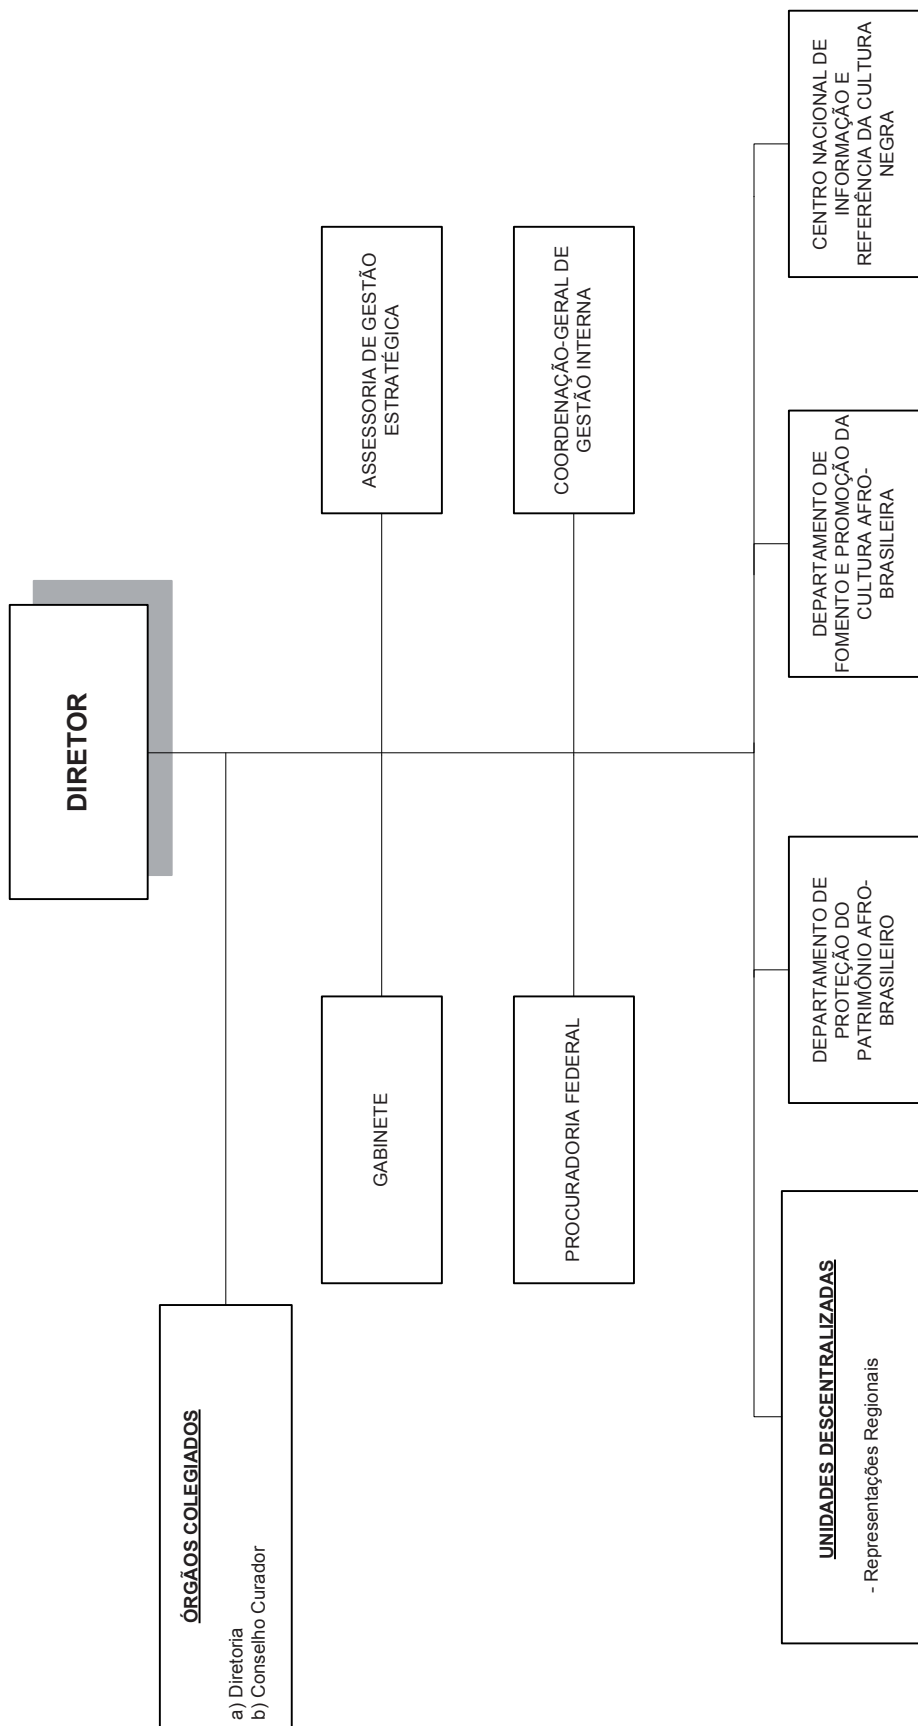 DIRETOR
ÓRGÃOS COLEGIADOS
a) Diretoria
b) Conselho Curador
GABINETE
ASSESSORIA DE GESTÃO
ESTRATÉGICA
PROCURADORIA FEDERAL
COORDENAÇÃO-GERAL DE
GESTÃO INTERNA
UNIDADES DESCENTRALIZADAS
- Representações Regionais
DEPARTAMENTO DE
PROTEÇÃO DO
PATRIMÔNIO AFRO-
BRASILEIRO
DEPARTAMENTO DE
FOMENTO E PROMOÇÃO DA
CULTURA AFRO-
BRASILEIRA
CENTRO NACIONAL DE
INFORMAÇÃO E
REFERÊNCIA DA CULTURA
NEGRA